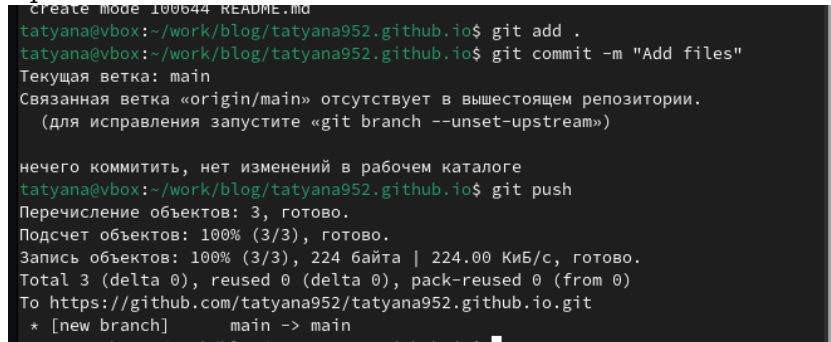 create mode 100644 README.md
tatyana@vbox:~/work/blog/tatyana952.github.io$ git add .
tatyana@vbox:~/work/blog/tatyana952.github.io$ git commit -m "Add files"
Текущая ветка: main
Связанная ветка «origin/main» отсутствует в вышестоящем репозитории.
  (для исправления запустите «git branch --unset-upstream»)
нечего коммитить, нет изменений в рабочем каталоге
tatyana@vbox:~/work/blog/tatyana952.github.io$ git push
Перечисление объектов: 3, готово.
Подсчет объектов: 100% (3/3), готово.
Запись объектов: 100% (3/3), 224 байта | 224.00 КиБ/с, готово.
Total 3 (delta 0), reused 0 (delta 0), pack-reused 0 (from 0)
To https://github.com/tatyana952/tatyana952.github.io.git
 * [new branch]      main -> main